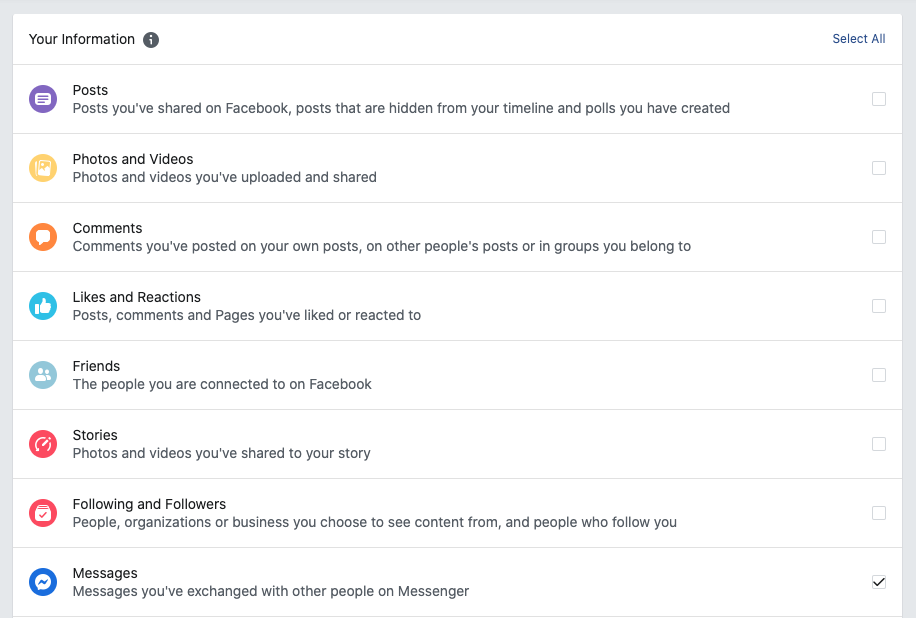 Your Information
Select All
Posts
Posts you've shared on Facebook, posts that are hidden from your timeline and polls you have created
Photos and Videos
Photos and videos you've uploaded and shared
Comments
Comments you've posted on your own posts, on other people's posts or in groups you belong to
Likes and Reactions
Posts, comments and Pages you've liked or reacted to
Friends
The people you are connected to on Facebook
Stories
Photos and videos you've shared to your story
Following and Followers
People, organizations or business you choose to see content from, and people who follow you
Messages
Messages you've exchanged with other people on Messenger